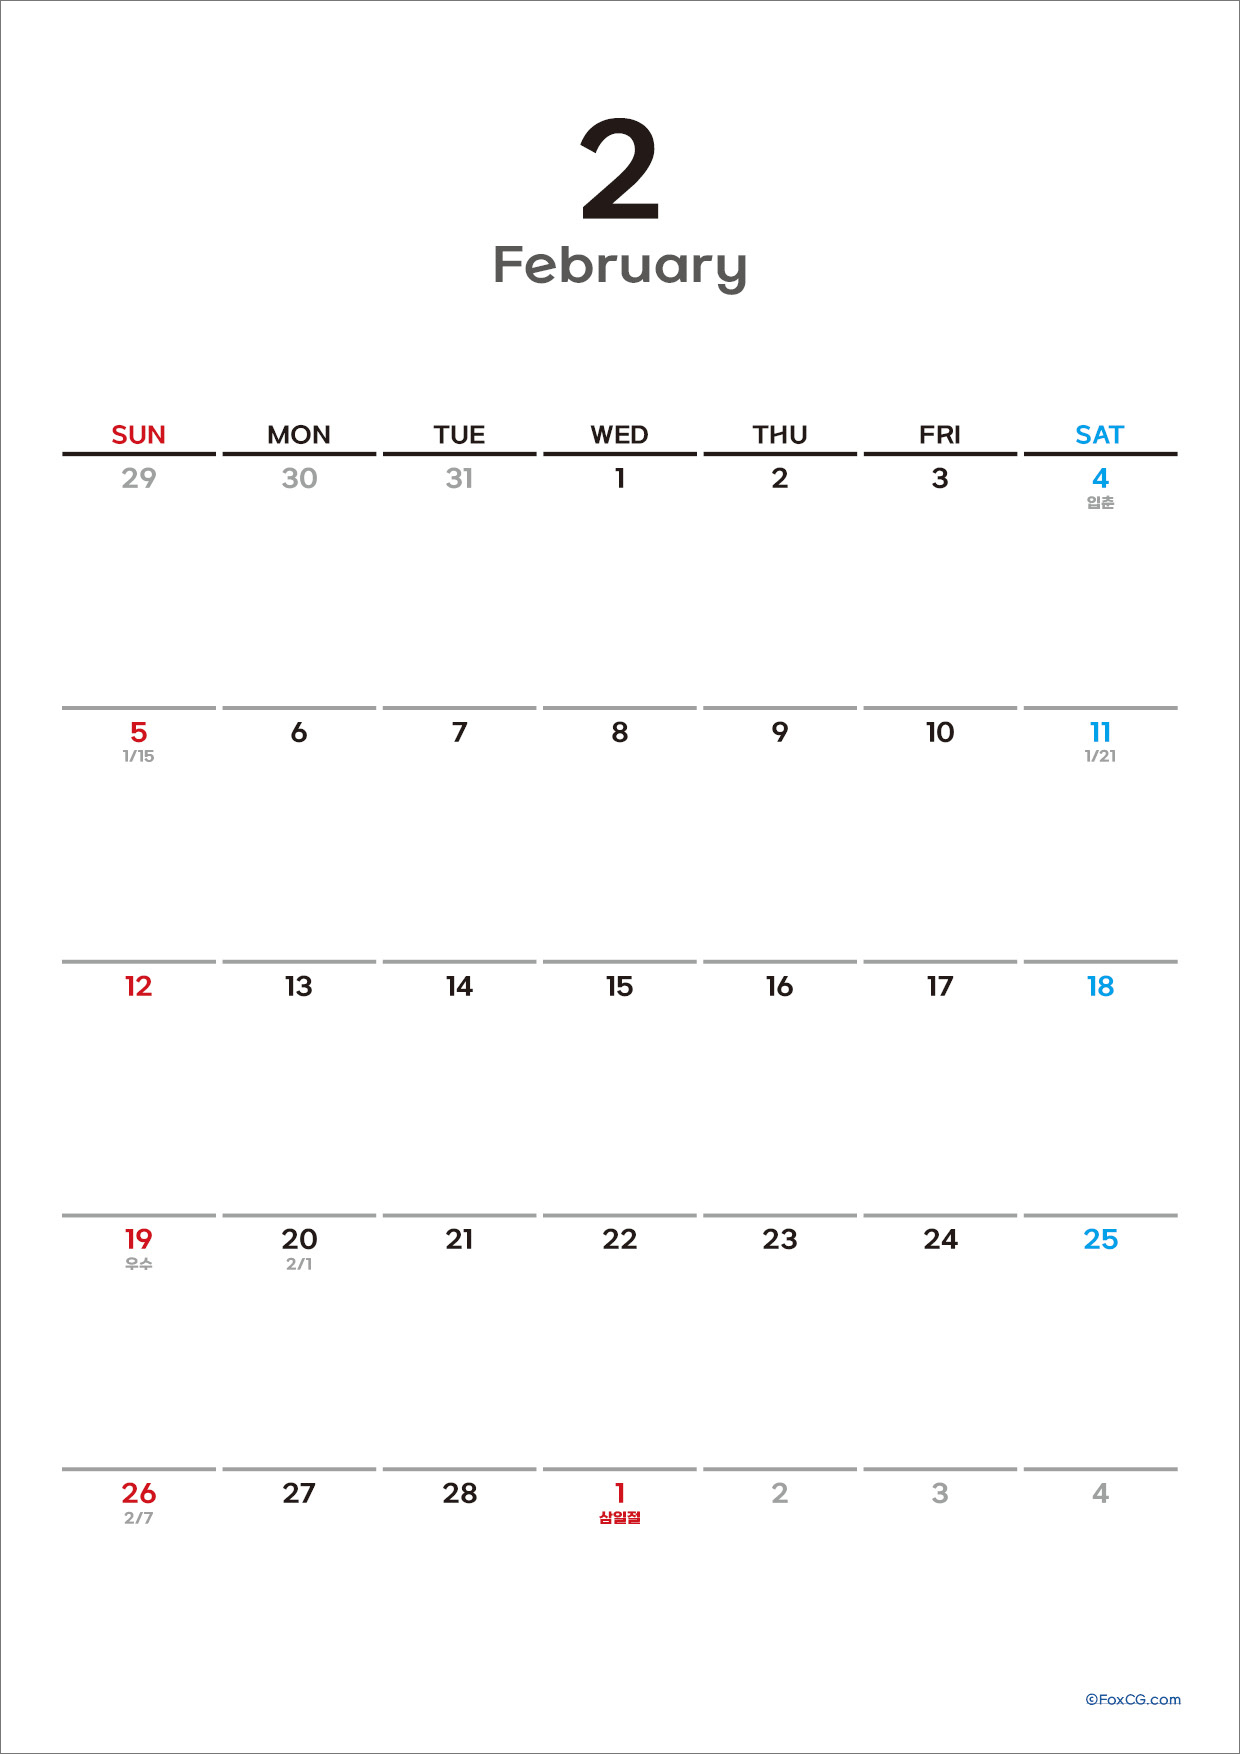 2
February
SUN MON TUE WED THU FRI SAT
29 30 31 1 2 3 4
입춘
5 6 7 8 9 10 11
1/15 1/21
12 13 14 15 16 17 18
19 20 21 22 23 24 25
우수 2/1
26 27 28 1 2 3 4
2/7 삼일절
©FoxCG.com